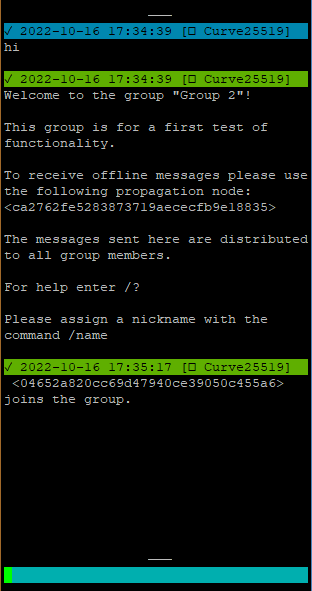 ✓ 2022-10-16 17:34:39 [□ Curve25519]
hi
✓ 2022-10-16 17:34:39 [□ Curve25519]
Welcome to the group "Group 2"!
This group is for a first test of
functionality.
To receive offline messages please use
the following propagation node:
<ca2762fe5283873719aececfb9e18835>
The messages sent here are distributed
to all group members.
For help enter /?
Please assign a nickname with the
command /name
✓ 2022-10-16 17:35:17 [□ Curve25519]
<04652a820cc69d47940ce39050c455a6>
joins the group.